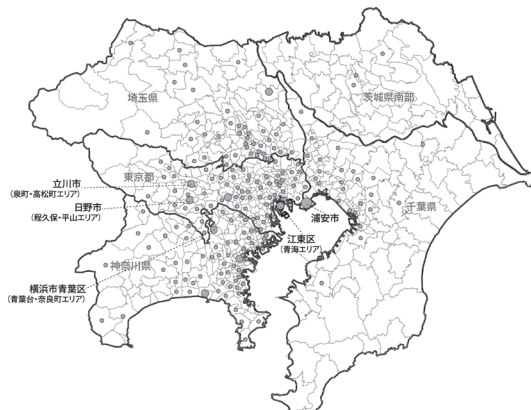 埼玉県
茨城県南部
東京都
立川市
(泉町・高松町エリア)
日野市
(程久保・平山エリア)
浦安市
千葉県
江東区
(青海エリア)
神奈川県
横浜市青葉区
(青葉台・奈良町エリア)